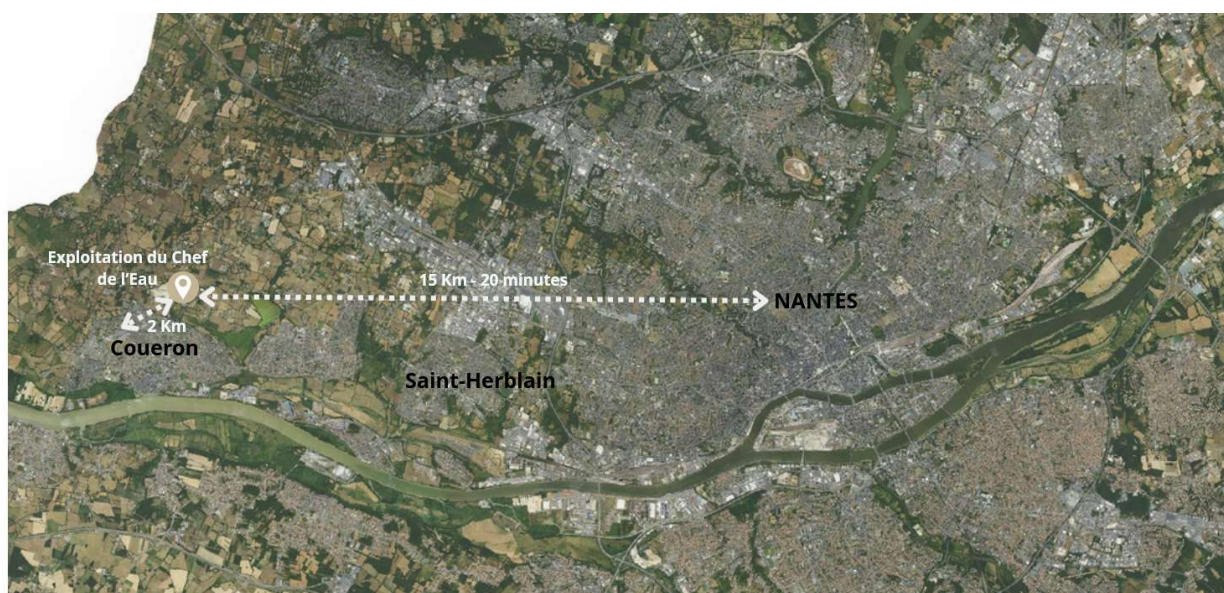 Exploitation du Chef
de l'Eau
15 Km - 20 minutes
NANTES
2 Km
Coueron
Saint-Herblain